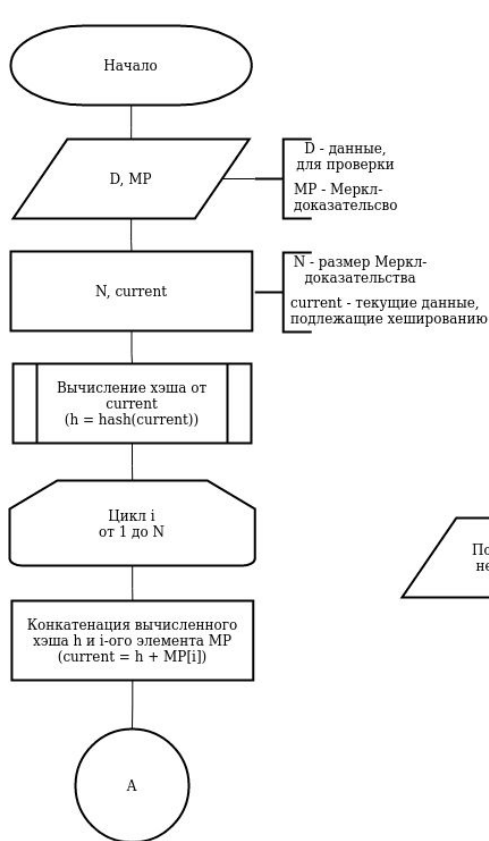 Начало
D, MP
D - данные,
для проверки
MP - Меркл-
доказательсво
N, current
N - размер Меркл-
доказательства
current - текущие данные,
подлежащие хешированию
Вычисление хэша от
current
(h = hash(current))
Цикл i
от 1 до N
Конкатенация вычисленного
хэша h и i-ого элемента MP
(current = h + MP[i])
A